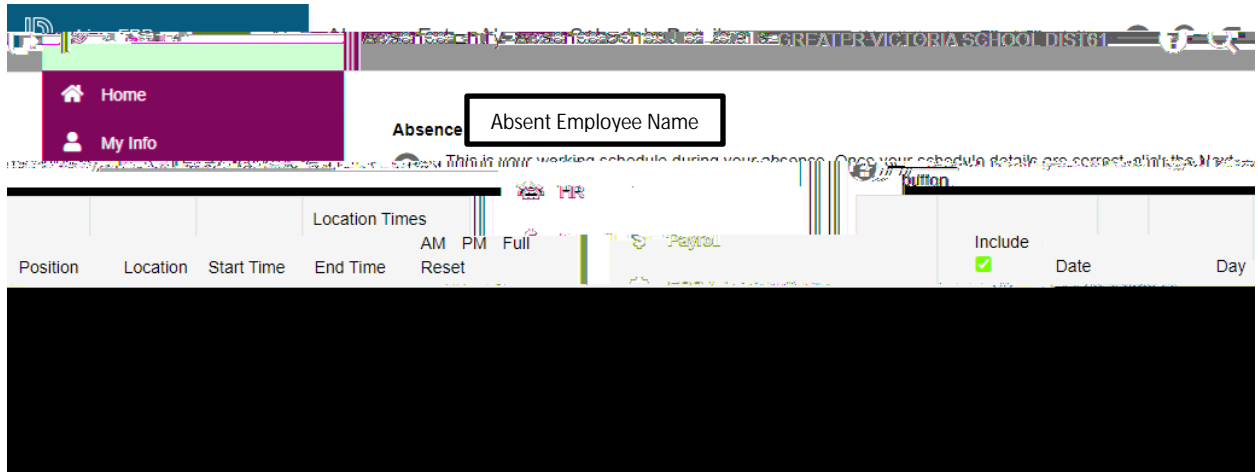 GREATER VICTORIA SCHOOL DIST61
Home
Absence
Absent Employee Name
My Info
This is your working schedule during your absence. Once your schedule details are correct, click the Next
button
HR
Location Times
AM PM Full
Payroll
Include
Position Location Start Time End Time Reset
Date Day